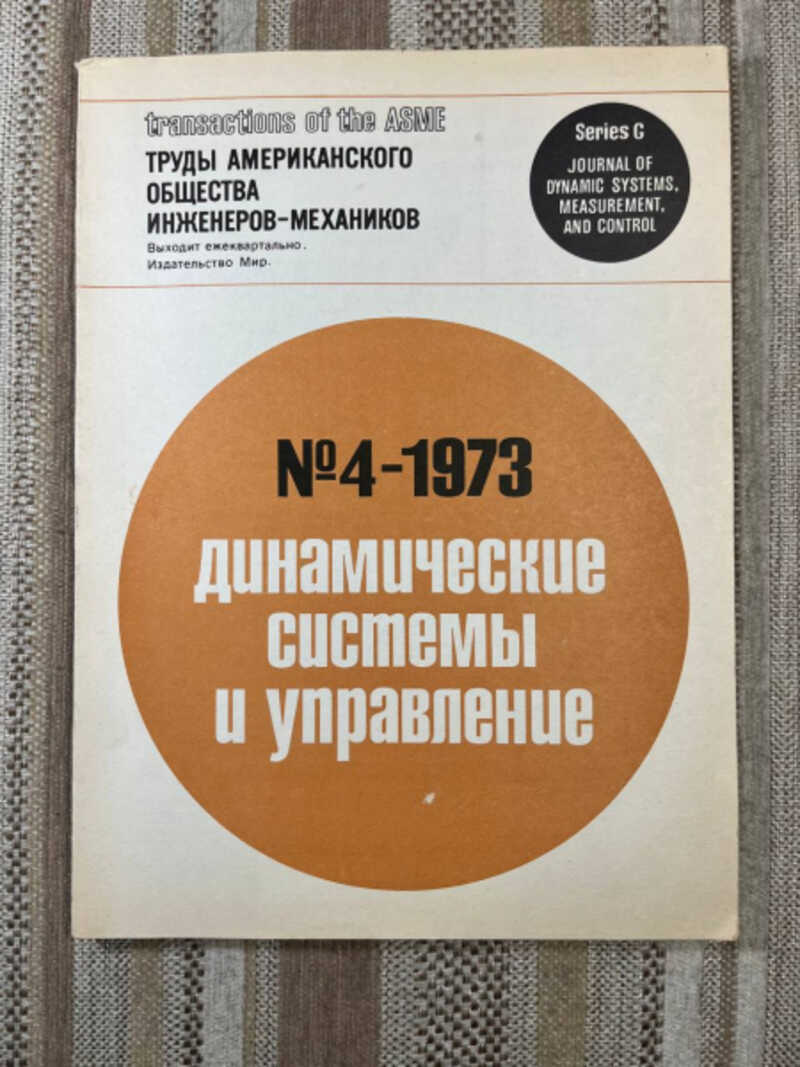 transactions of the ASME
ТРУДЫ АМЕРИКАНСКОГО
ОБЩЕСТВА
ИНЖЕНЕРОВ-МЕХАНИКОВ
Выходит ежеквартально.
Издательство Мир.
Series G
JOURNAL OF
DYNAMIC SYSTEMS,
MEASUREMENT,
AND CONTROL
№4-1973
динамические
системы
и управление